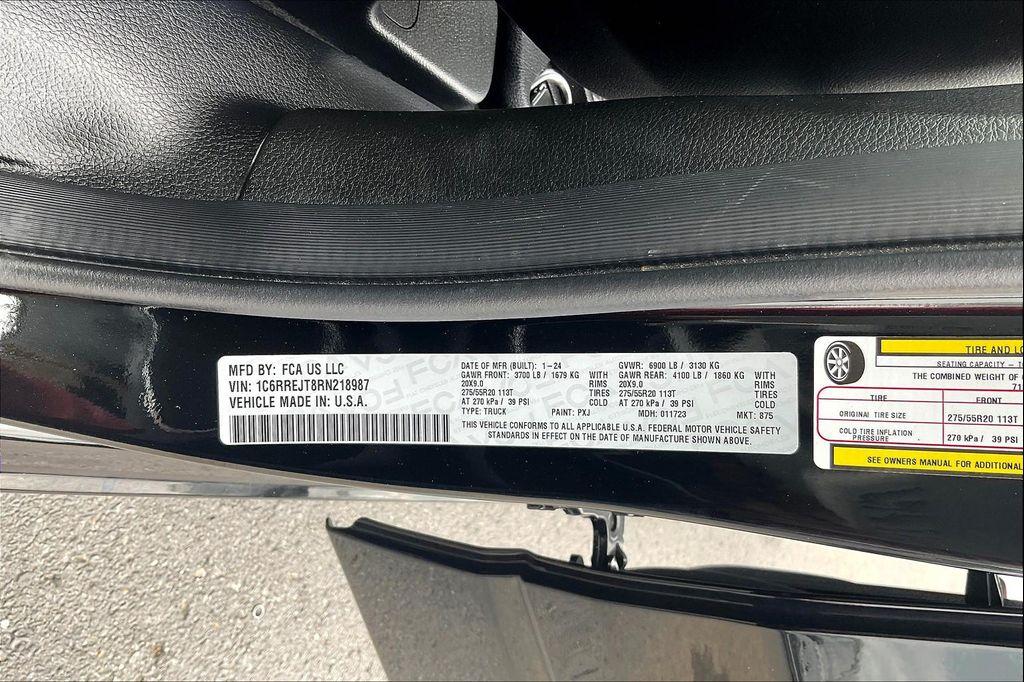 MFD BY: FCA US LLC
VIN: 1C6RREJT8RN218987
VEHICLE MADE IN: U.S.A.
DATE OF MFR (BUILT): 1-24
GAWR FRONT: 3700 LB / 1679 KG WITH
20X9.0 RIMS
275/55R20 113T TIRES
AT 270 kPa / 39 PSI COLD
TYPE: TRUCK PAINT: PXJ
GVWR: 6900 LB / 3130 KG
GAWR REAR: 4100 LB / 1860 KG WITH
20X9.0 RIMS
275/55R20 113T TIRES
AT 270 kPa / 39 PSI COLD
MDH: 011723 MKT: 875
THIS VEHICLE CONFORMS TO ALL APPLICABLE U.S.A. FEDERAL MOTOR VEHICLE SAFETY
STANDARDS IN EFFECT ON THE DATE OF MANUFACTURE SHOWN ABOVE.
TIRE AND LO
SEATING CAPACITY -
THE COMBINED WEIGHT OF
71
TIRE FRONT
ORIGINAL TIRE SIZE 275/55R20 113T
COLD TIRE INFLATION
PRESSURE 270 kPa / 39 PSI
SEE OWNERS MANUAL FOR ADDITIONAL